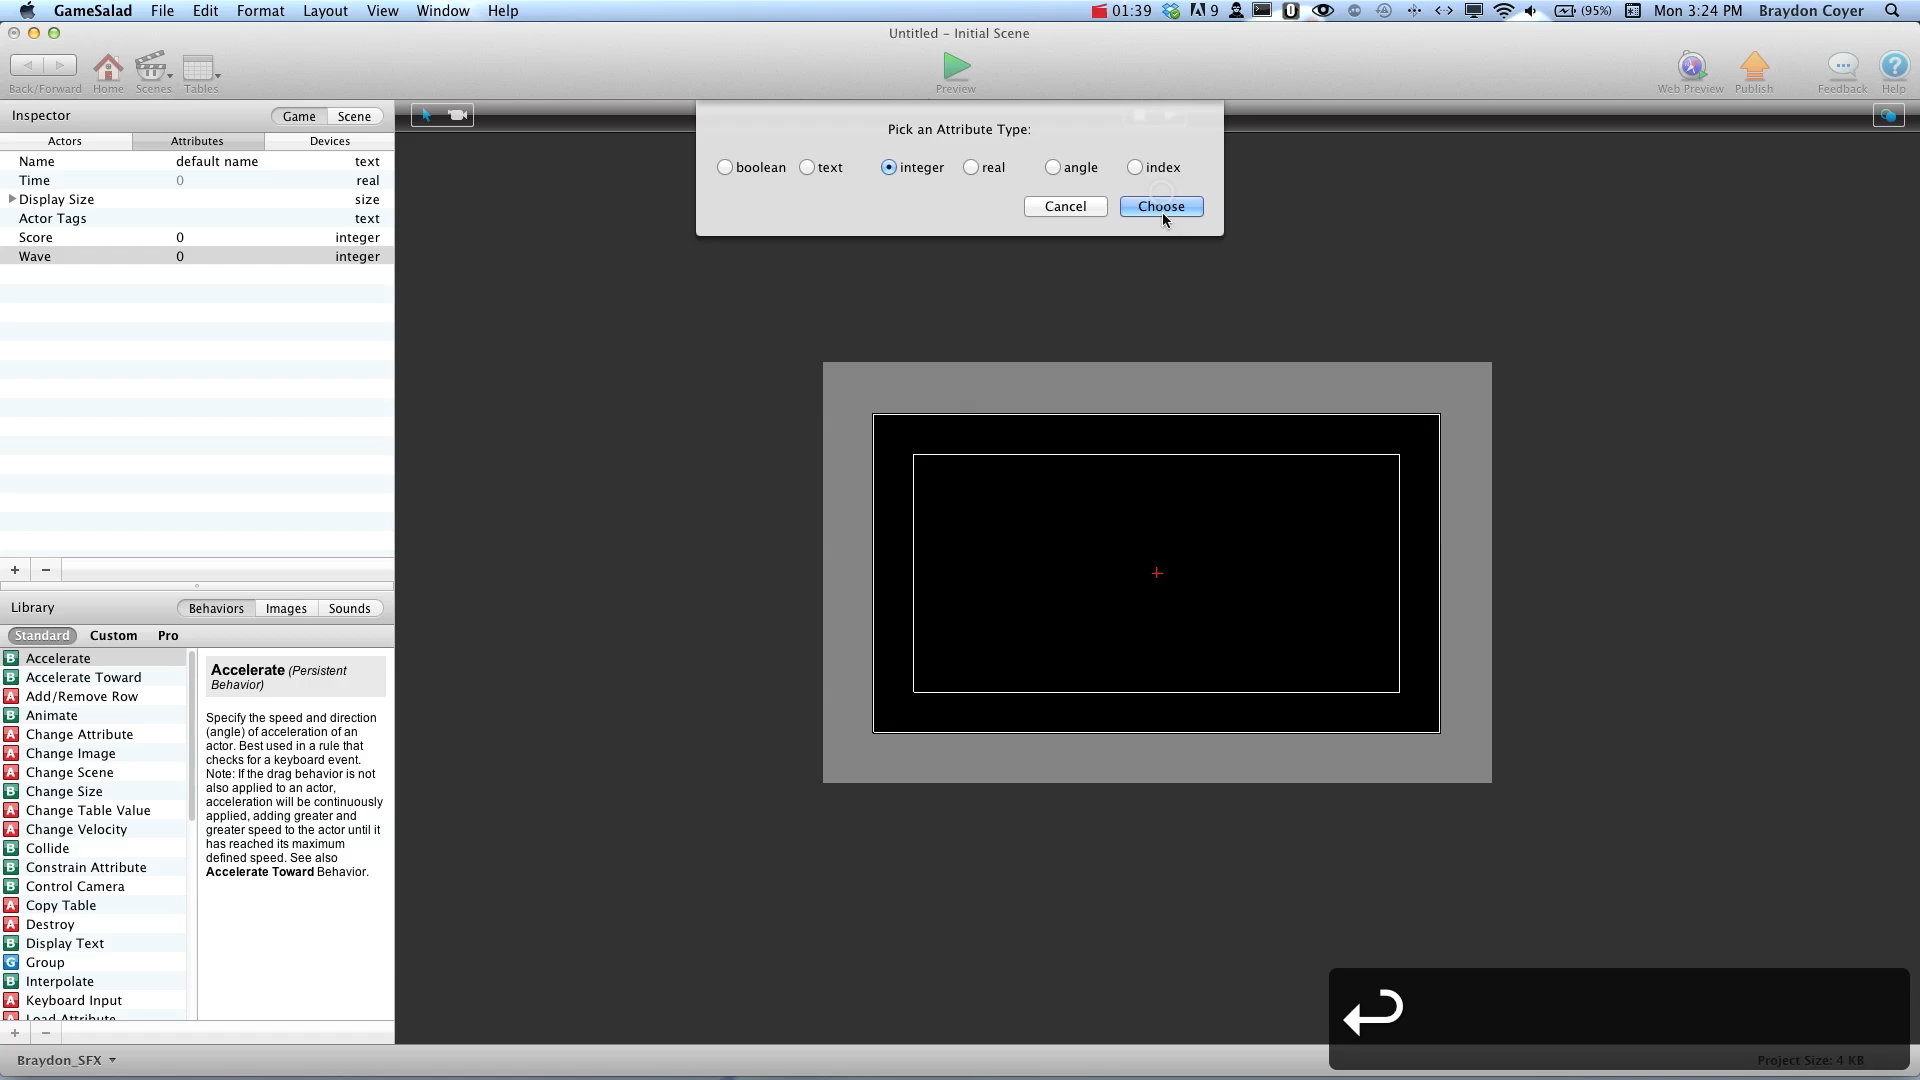 GameSalad File Edit Format Layout View Window Help 01:39 9 (95%) Mon 3:24 PM Braydon Coyer
Untitled - Initial Scene
Back/Forward Home Scenes Tables Preview Web Preview Publish Feedback Help
Inspector Game Scene
Actors Attributes Devices
Name default name text
Time 0 real
Display Size size
Actor Tags text
Score 0 integer
Wave 0 integer
Pick an Attribute Type:
boolean text integer real angle index
Cancel Choose
Library Behaviors Images Sounds
Standard Custom Pro
Accelerate
Accelerate Toward
Add/Remove Row
Animate
Change Attribute
Change Image
Change Scene
Change Size
Change Table Value
Change Velocity
Collide
Constrain Attribute
Control Camera
Copy Table
Destroy
Display Text
Group
Interpolate
Keyboard Input
Load Attribute
Accelerate (Persistent
Behavior)
Specify the speed and direction
(angle) of acceleration of an
actor. Best used in a rule that
checks for a keyboard event.
Note: If the drag behavior is not
also applied to an actor,
acceleration will be continuously
applied, adding greater and
greater speed to the actor until it
has reached its maximum
defined speed. See also
Accelerate Toward Behavior.
Braydon_SFX
Project Size: 4 KB